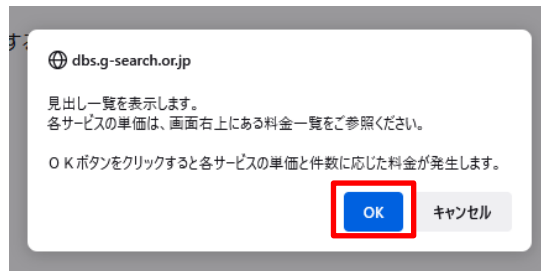 する
dbs.g-search.or.jp
見出し一覧を表示します。
各サービスの単価は、画面右上にある料金一覧をご参照ください。
ＯＫボタンをクリックすると各サービスの単価と件数に応じた料金が発生します。
OK
キャンセル